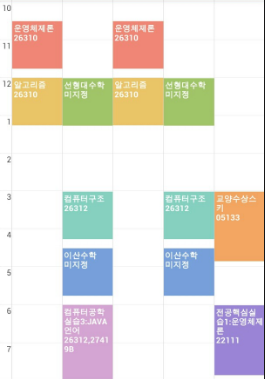 10
운영체제론
26310
운영체제론
26310
11
12
알고리즘
26310
선형대수학
미지정
알고리즘
26310
선형대수학
미지정
1
2
3
컴퓨터구조
26312
컴퓨터구조
26312
교양수상스
키
05133
4
이산수학
미지정
이산수학
미지정
5
6
컴퓨터공학
실습3:JAVA
언어
26312,2741
9B
전공핵심실
습1:운영체제
론
22111
7